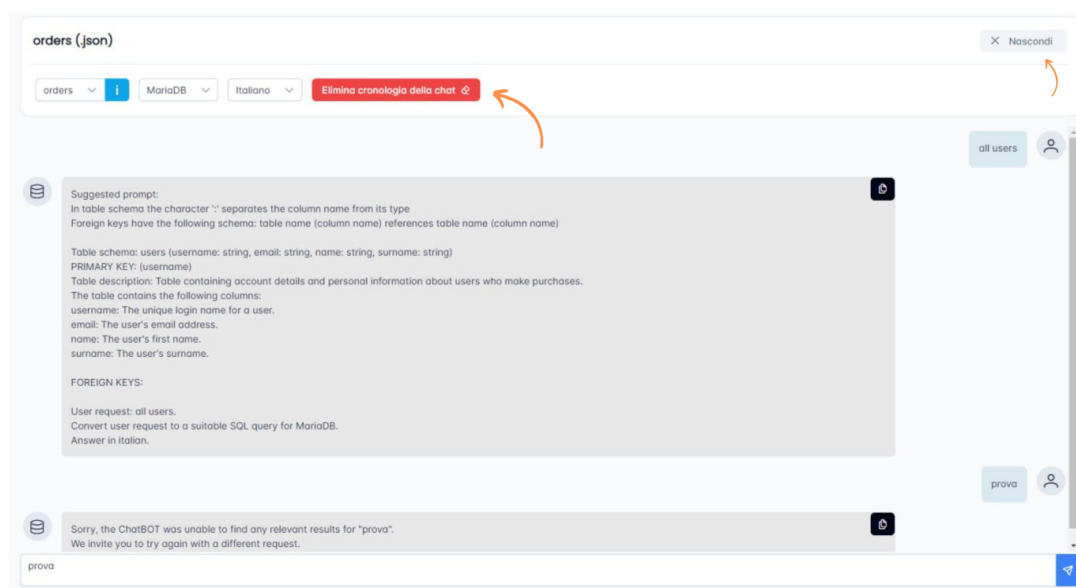 orders (.json)
Nascondi
orders
i
MariaDB
Italiano
Elimina cronologia della chat
all users
Suggested prompt:
In table schema the character ':' separates the column name from its type
Foreign keys have the following schema: table name (column name) references table name (column name)
Table schema: users (username: string, email: string, name: string, surname: string)
PRIMARY KEY: (username)
Table description: Table containing account details and personal information about users who make purchases.
The table contains the following columns:
username: The unique login name for a user.
email: The user's email address.
name: The user's first name.
surname: The user's surname.
FOREIGN KEYS:
User request: all users.
Convert user request to a suitable SQL query for MariaDB.
Answer in italian.
prova
Sorry, the ChatBOT was unable to find any relevant results for "prova".
We invite you to try again with a different request.
prova